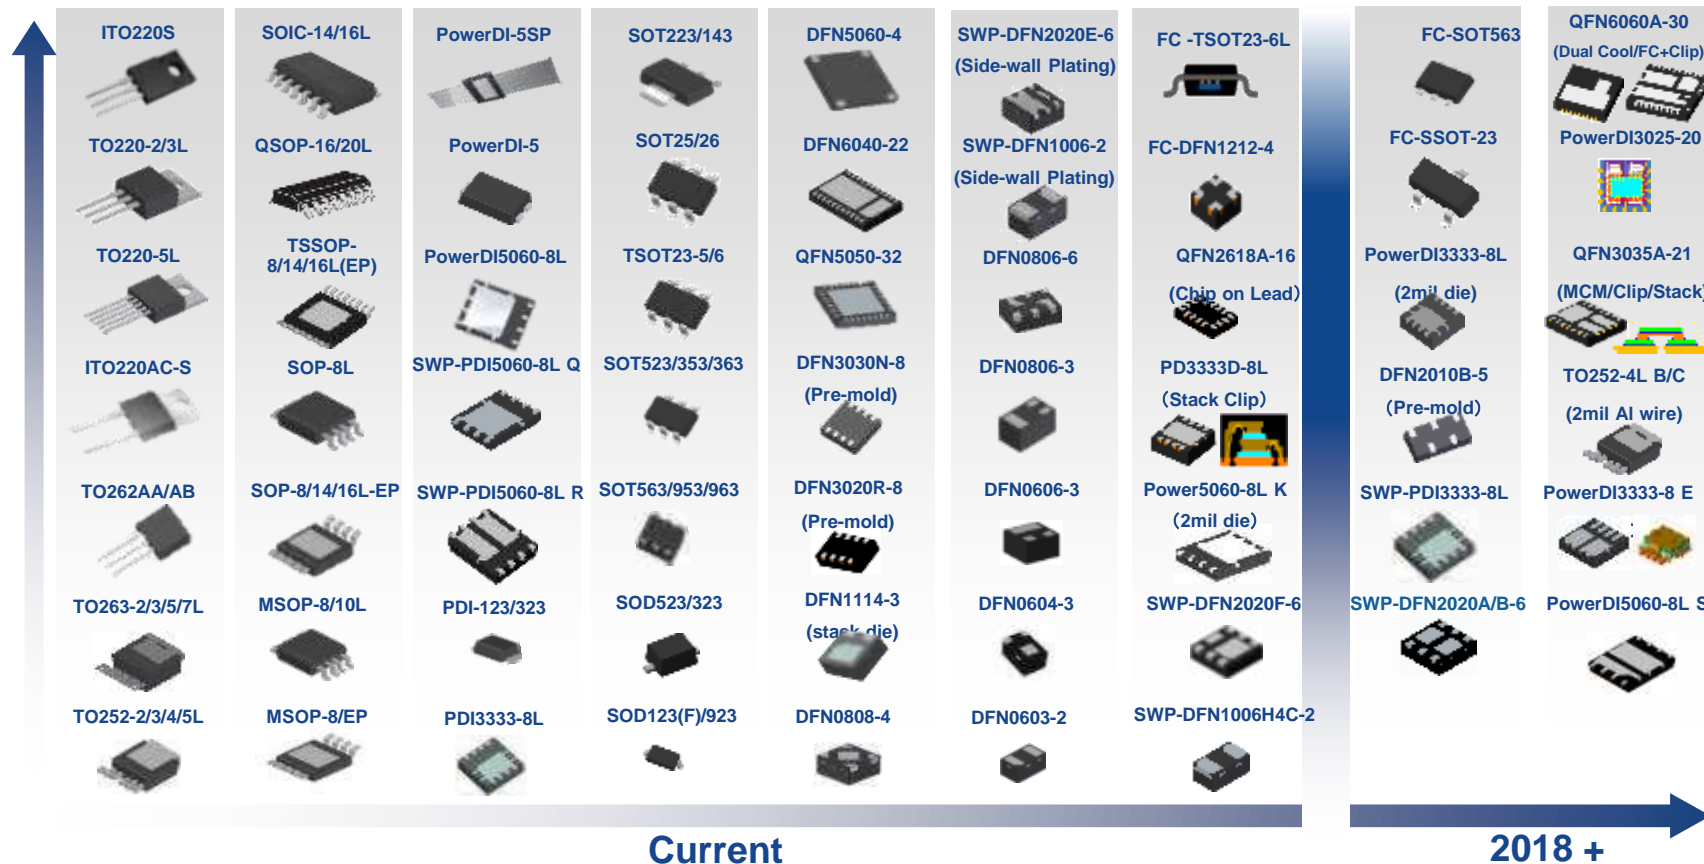 ITO220S
TO220-2/3L
TO220-5L
ITO220AC-S
TO262AA/AB
TO263-2/3/5/7L
TO252-2/3/4/5L
SOIC-14/16L
QSOP-16/20L
TSSOP-
8/14/16L(EP)
SOP-8L
SOP-8/14/16L-EP
MSOP-8/10L
MSOP-8/EP
PowerDI-5SP
PowerDI-5
PowerDI5060-8L
SWP-PDI5060-8L Q
SWP-PDI5060-8L R
PDI-123/323
PDI3333-8L
SOT223/143
SOT25/26
TSOT23-5/6
SOT523/353/363
SOT563/953/963
SOD523/323
SOD123(F)/923
DFN5060-4
DFN6040-22
QFN5050-32
DFN3030N-8
(Pre-mold)
DFN3020R-8
(Pre-mold)
DFN1114-3
(stack die)
DFN0808-4
SWP-DFN2020E-6
(Side-wall Plating)
SWP-DFN1006-2
(Side-wall Plating)
DFN0806-6
DFN0806-3
DFN0606-3
DFN0604-3
DFN0603-2
FC -TSOT23-6L
FC-DFN1212-4
QFN2618A-16
(Chip on Lead）
PD3333D-8L
(Stack Clip）
Power5060-8L K
（2mil die）
SWP-DFN2020F-6
SWP-DFN1006H4C-2
FC-SOT563
FC-SSOT-23
PowerDI3333-8L
(2mil die)
DFN2010B-5
(Pre-mold）
SWP-PDI3333-8L
SWP-DFN2020A/B-6
QFN6060A-30
(Dual Cool/FC+Clip)
PowerDI3025-20
QFN3035A-21
(MCM/Clip/Stack)
TO252-4L B/C
(2mil Al wire)
PowerDI3333-8 E
PowerDI5060-8L S
Current
2018 +